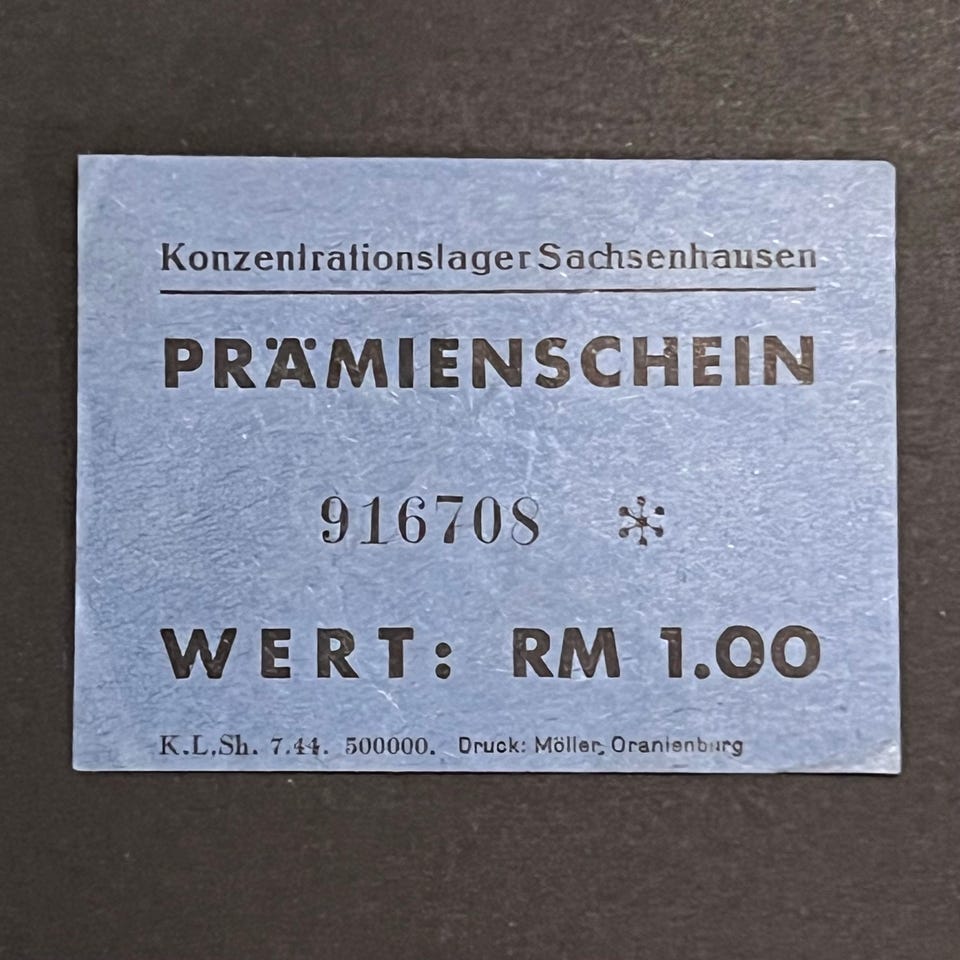 Konzentrationslager Sachsenhausen
PRÄMIENSCHEIN
916708 *
WERT: RM 1.00
K.L.Sh. 7.44. 500000. Druck: Möller, Oranienburg